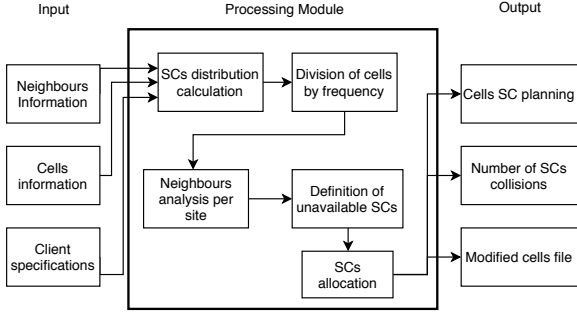 Input
Processing Module
Output
Neighbours
Information
SCs distribution
calculation
Division of cells
by frequency
Cells SC planning
Cells
information
Neighbours
analysis per
site
Definition of
unavailable SCs
Number of SCs
collisions
Client
specifications
SCs
allocation
Modified cells file